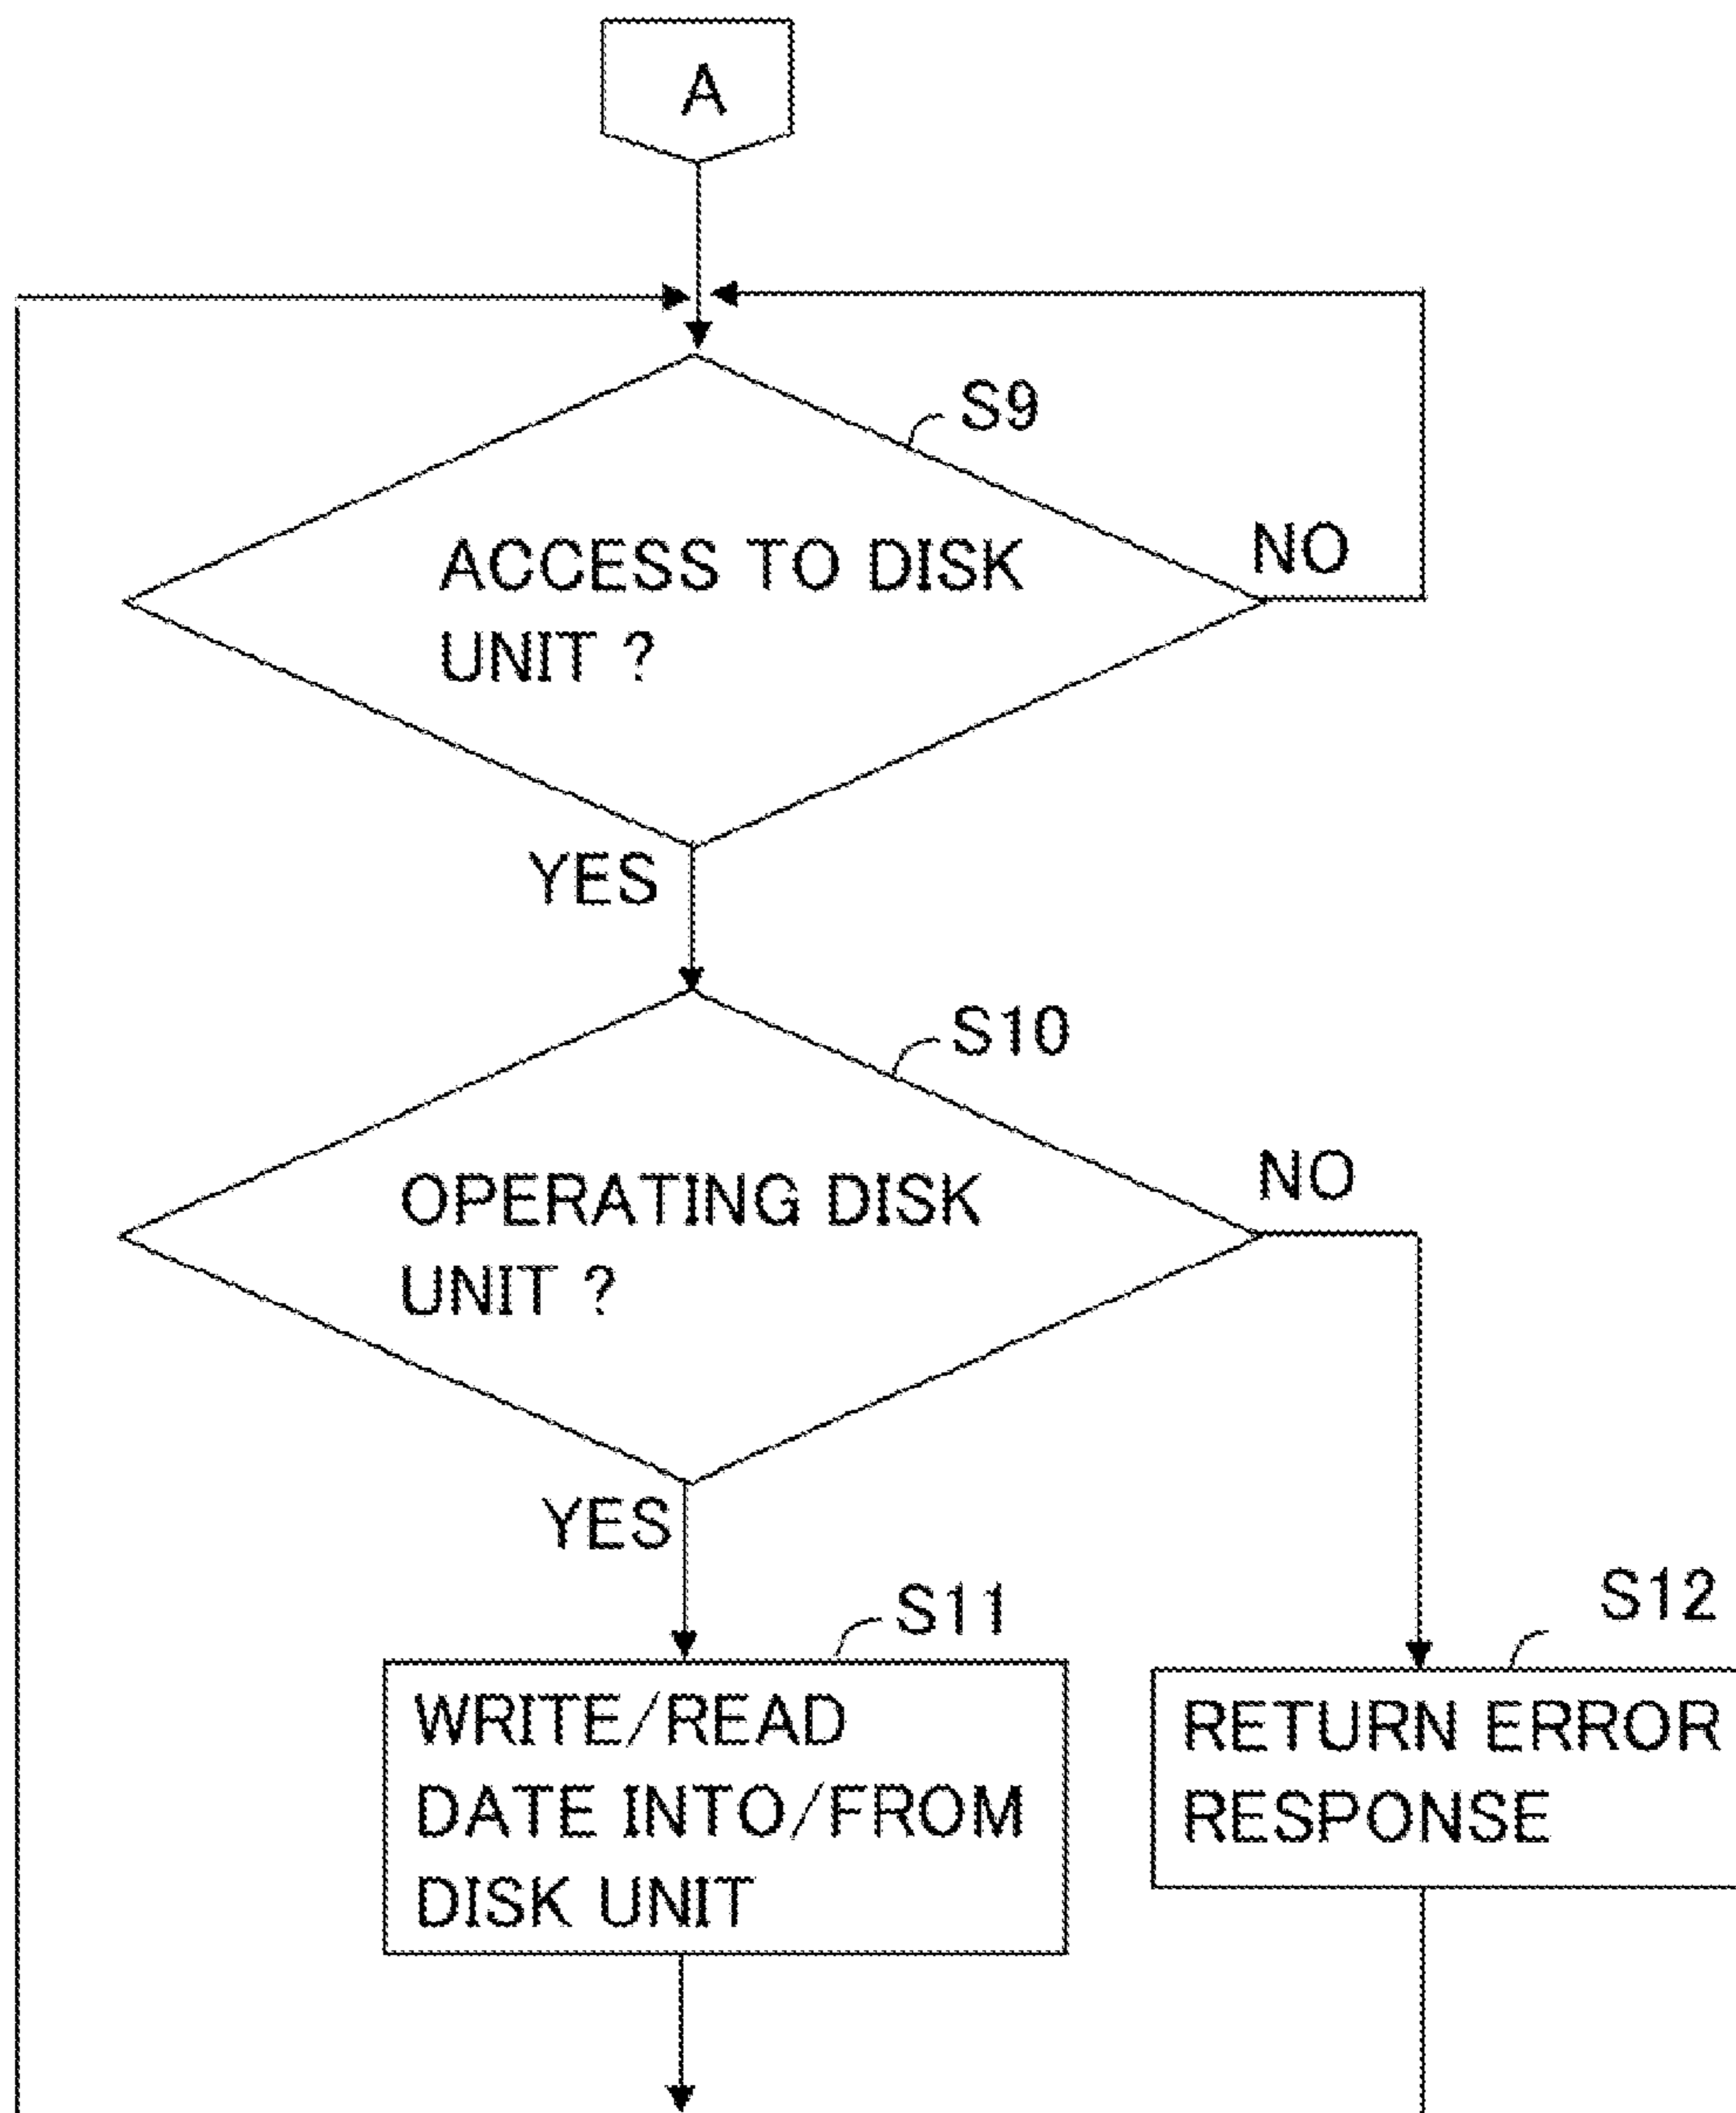 A
S9
ACCESS TO DISK
UNIT ?
NO
YES
S10
OPERATING DISK
UNIT ?
NO
YES
S11
WRITE/READ
DATE INTO/FROM
DISK UNIT
S12
RETURN ERROR
RESPONSE